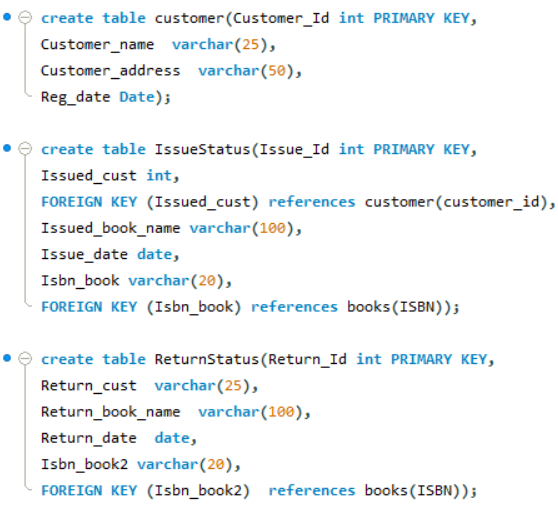 create table customer(Customer_Id int PRIMARY KEY,
Customer_name  varchar(25),
Customer_address  varchar(50),
Reg_date Date);
create table IssueStatus(Issue_Id int PRIMARY KEY,
Issued_cust int,
FOREIGN KEY (Issued_cust) references customer(customer_id),
Issued_book_name varchar(100),
Issue_date date,
Isbn_book varchar(20),
FOREIGN KEY (Isbn_book) references books(ISBN));
create table ReturnStatus(Return_Id int PRIMARY KEY,
Return_cust  varchar(25),
Return_book_name  varchar(100),
Return_date  date,
Isbn_book2 varchar(20),
FOREIGN KEY (Isbn_book2)  references books(ISBN));